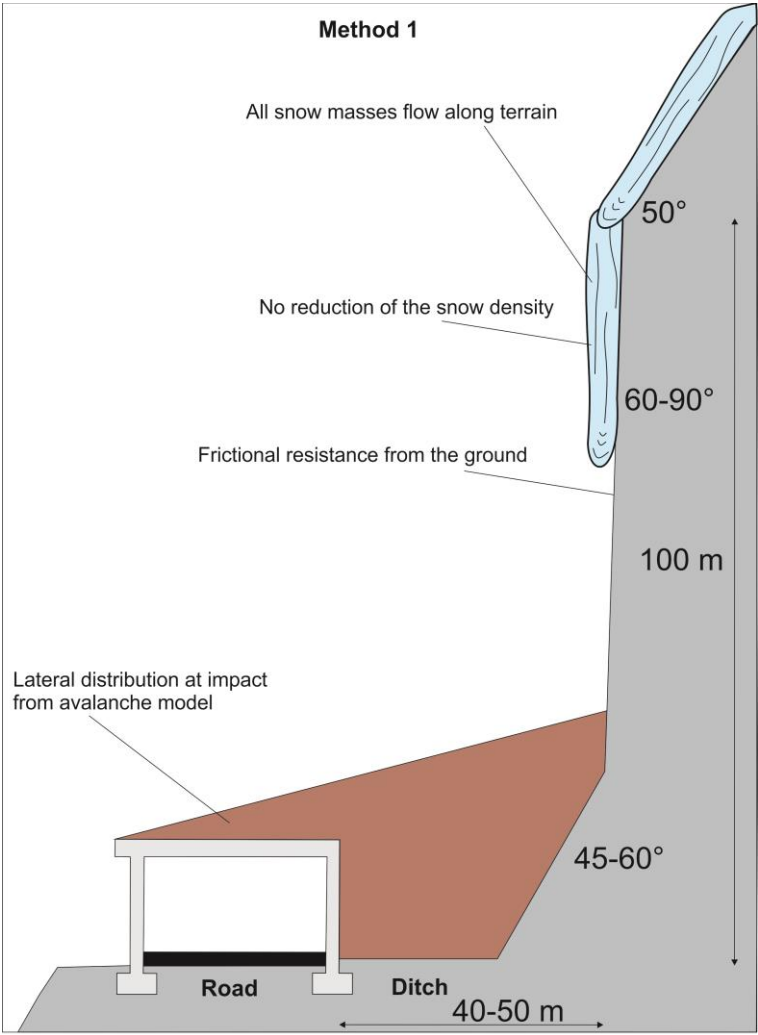 Method 1
All snow masses flow along terrain
50°
No reduction of the snow density
60-90°
Frictional resistance from the ground
100 m
Lateral distribution at impact
from avalanche model
45-60°
Road
Ditch
40-50 m